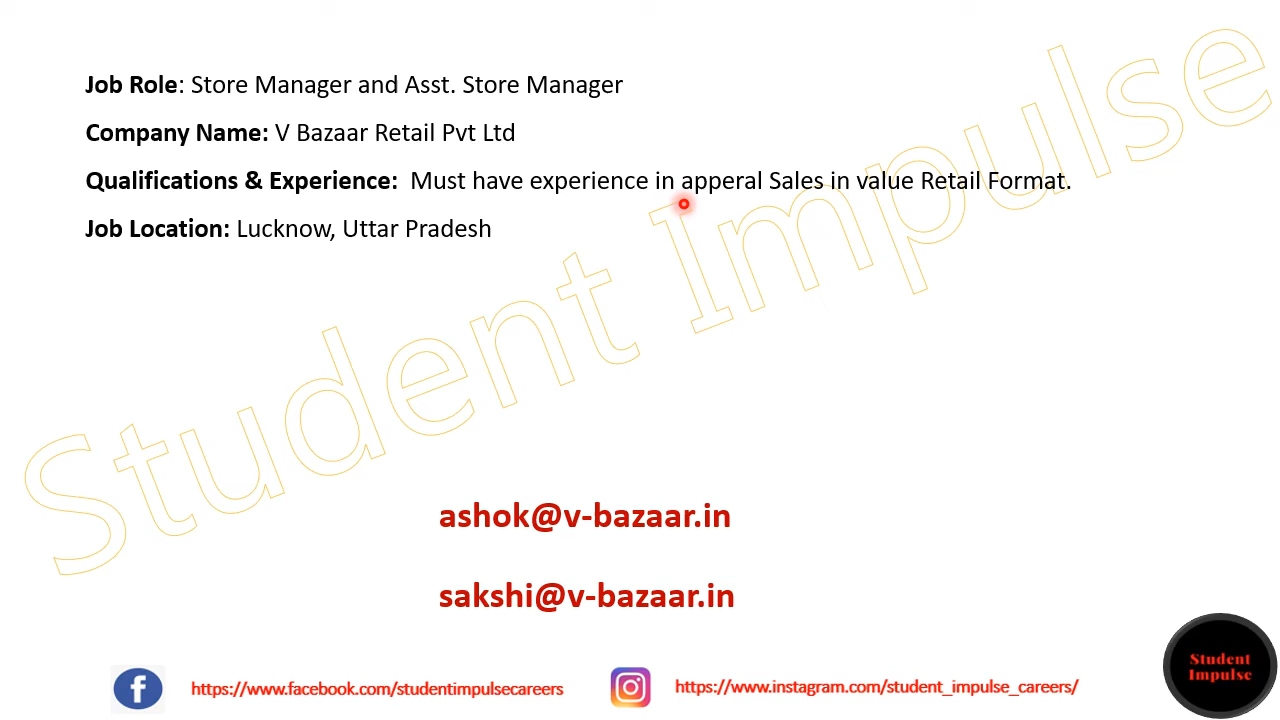 Job Role: Store Manager and Asst. Store Manager
Company Name: V Bazaar Retail Pvt Ltd
Qualifications & Experience: Must have experience in apperal Sales in value Retail Format.
Job Location: Lucknow, Uttar Pradesh
Student Impulse
ashok@v-bazaar.in
sakshi@v-bazaar.in
https://www.facebook.com/studentimpulsecareers
https://www.instagram.com/student_impulse_careers/
Student
Impulse